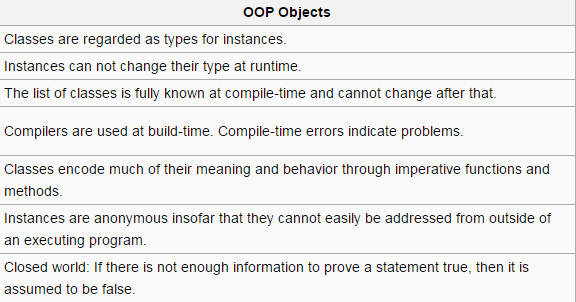 OOP Objects
Classes are regarded as types for instances.
Instances can not change their type at runtime.
The list of classes is fully known at compile-time and cannot change after that.
Compilers are used at build-time. Compile-time errors indicate problems.
Classes encode much of their meaning and behavior through imperative functions and
methods.
Instances are anonymous insofar that they cannot easily be addressed from outside of
an executing program.
Closed world: If there is not enough information to prove a statement true, then it is
assumed to be false.